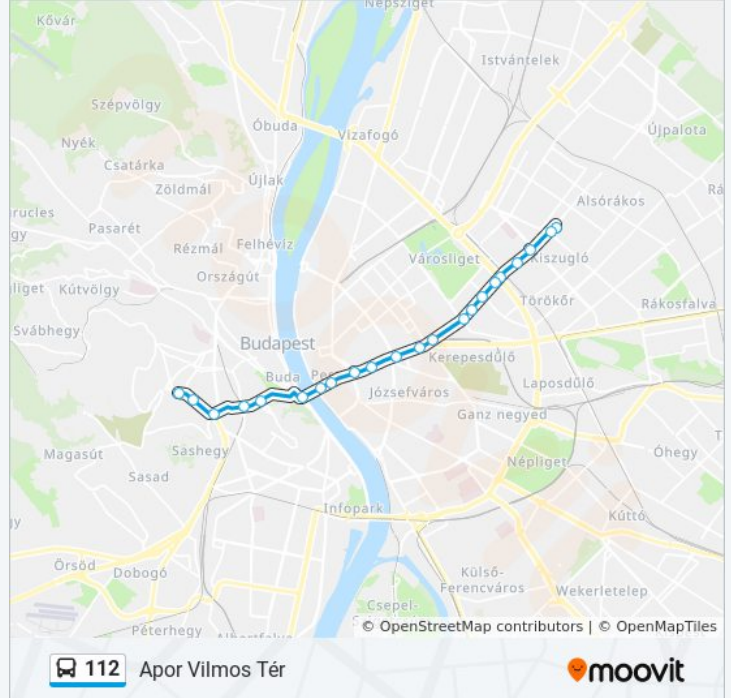 Népsziget
Kővár
Istvántelek
Szépvölgy
Óbuda
Vizafogó
Újpalota
Nyék
Csatárka
Újlak
Zöldmál
Alsórákos
Pasarét
Rézmál
Felhévíz
Városliget
Kiszugló
Országút
Kútvölgy
Törökőr
Rákosfalva
Svábhegy
Budapest
Kerepesdűlő
Buda
Józsefváros
Laposdűlő
Ganz negyed
Sashegy
Magasút
Népliget
Óhegy
Sasad
Infopark
Kúttó
Örsöd
Dobogó
Külső-
Ferencváros
Wekerletelep
Csepel-
Péterhegy
© OpenStreetMap contributors | © OpenMapTiles
112 Apor Vilmos Tér
moovit